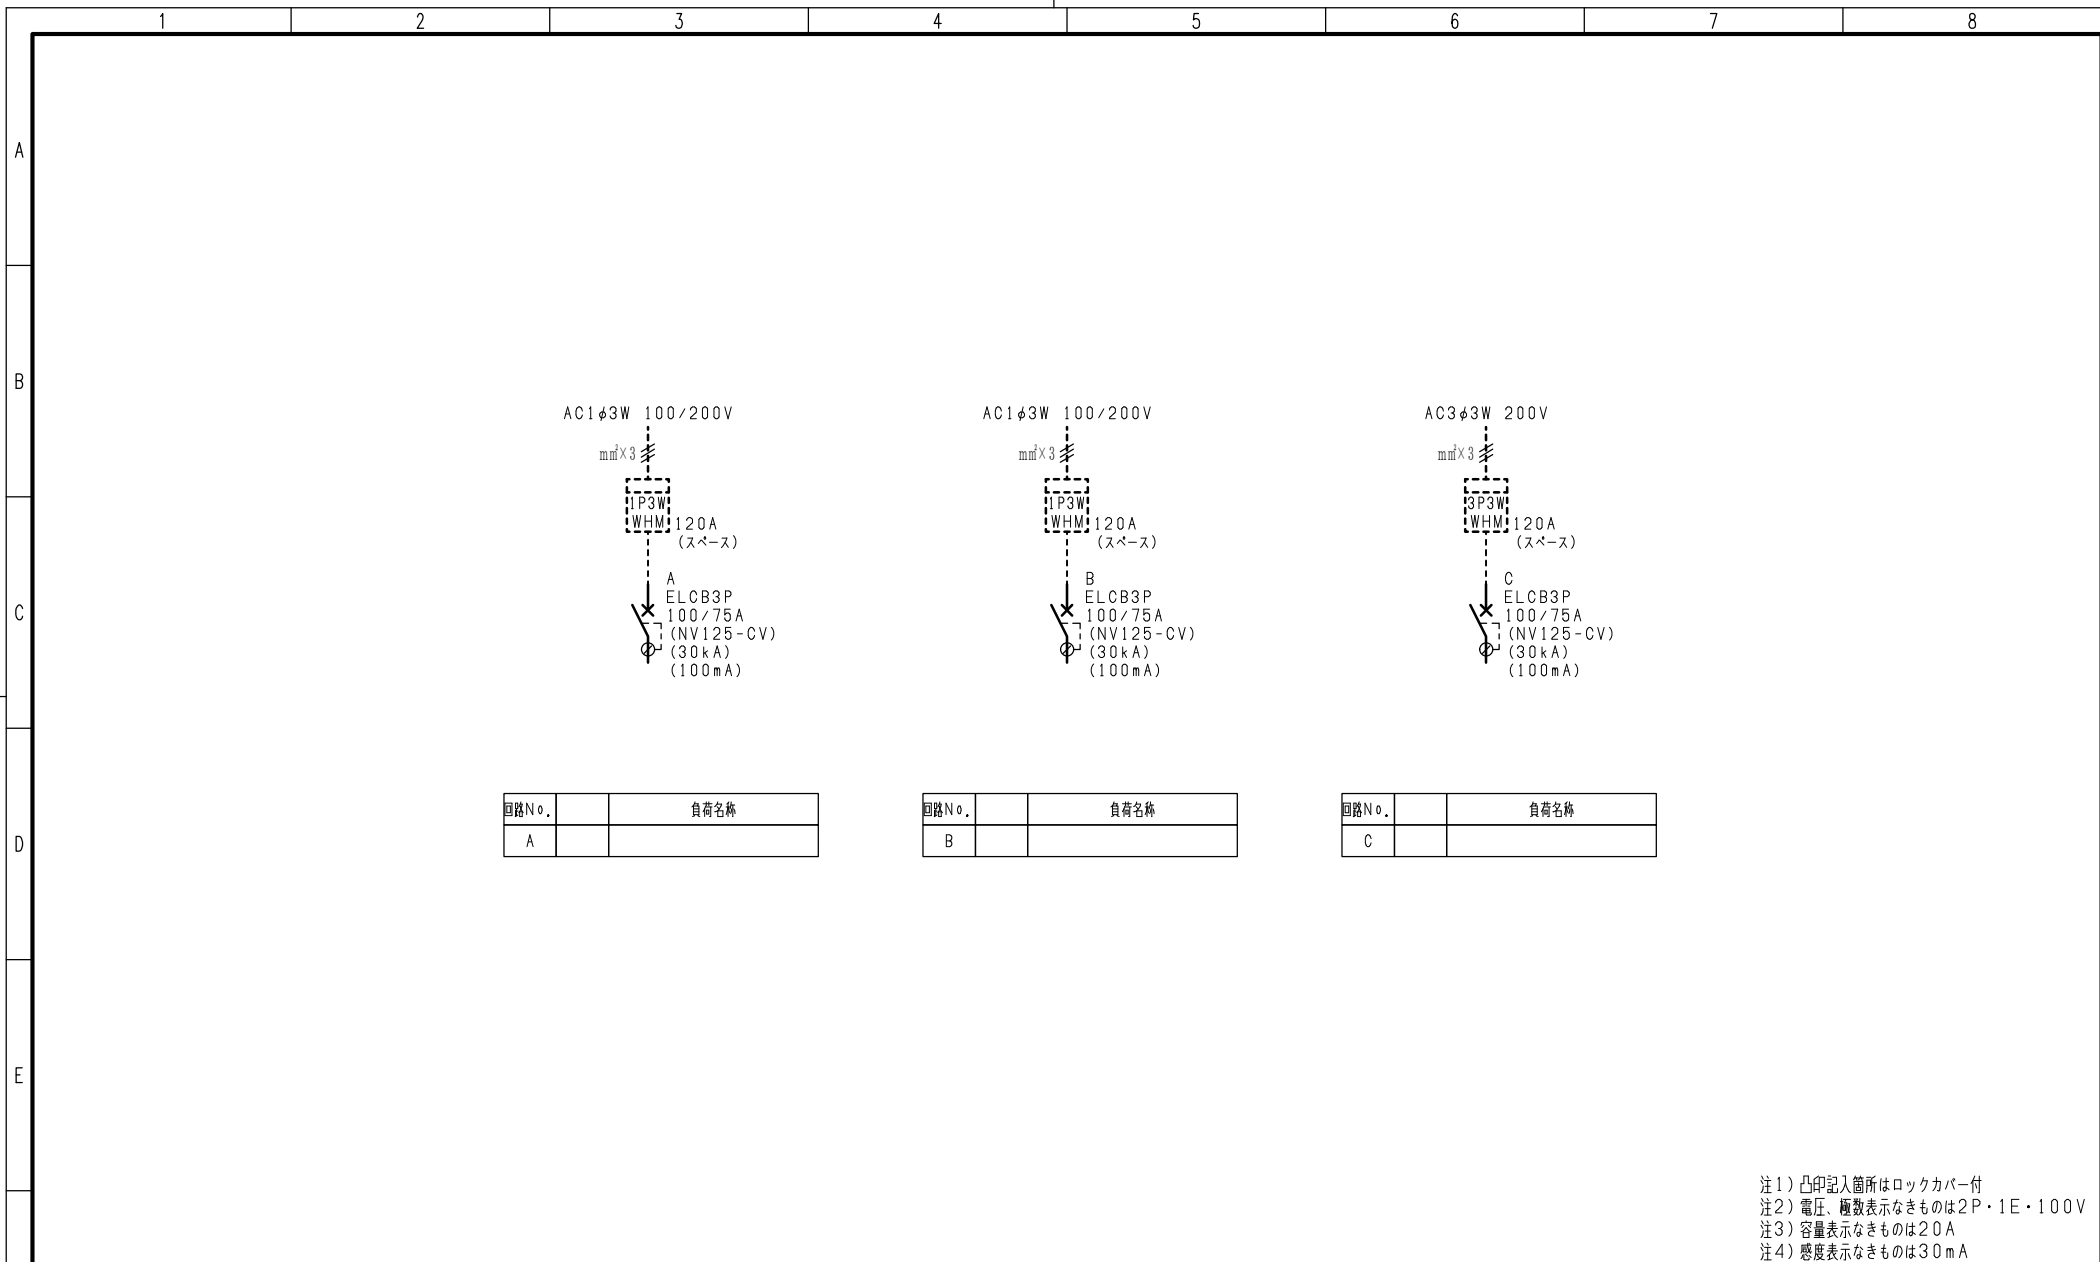 1 2 3 4 5 6 7 8
A
B
AC1φ3W 100/200V
mm²×3
1P3W
WHM
120A
(スペース)
A
ELCB3P
100/75A
(NV125-CV)
(30kA)
(100mA)
AC1φ3W 100/200V
mm²×3
1P3W
WHM
120A
(スペース)
B
ELCB3P
100/75A
(NV125-CV)
(30kA)
(100mA)
AC3φ3W 200V
mm²×3
3P3W
WHM
120A
(スペース)
C
ELCB3P
100/75A
(NV125-CV)
(30kA)
(100mA)
C
回路No. 負荷名称
A
回路No. 負荷名称
B
回路No. 負荷名称
C
D
E
注1)凸印記入箇所はロックカバー付
注2)電圧、極数表示なきものは2P・1E・100V
注3)容量表示なきものは20A
注4)感度表示なきものは30mA